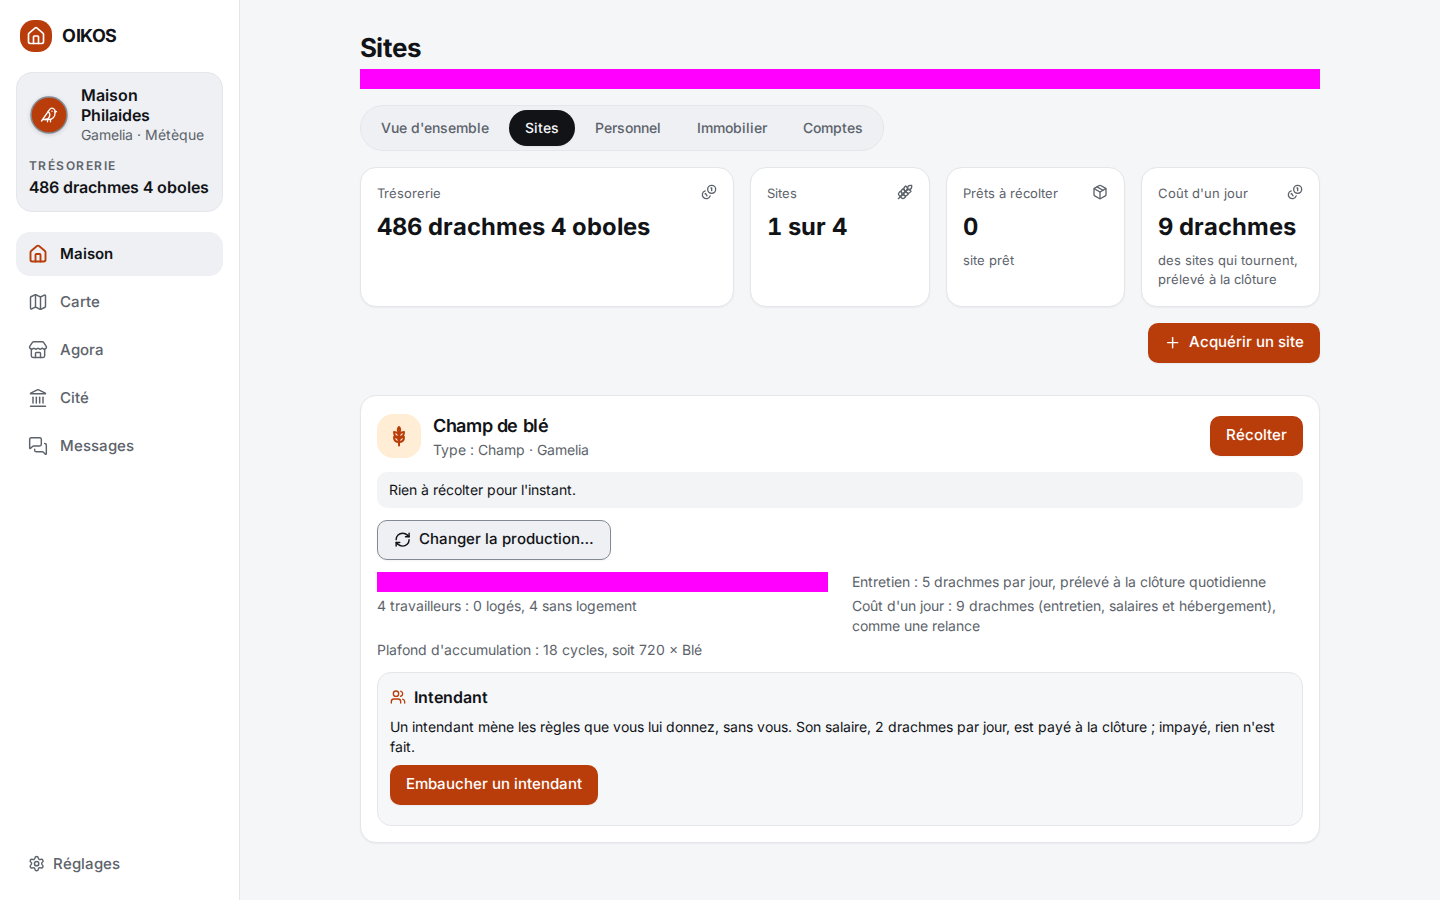 OIKOS
Maison
Philaides
Gamelia · Métèque
TRÉSORERIE
486 drachmes 4 oboles
Maison
Carte
Agora
Cité
Messages
Réglages
Sites
Vue d'ensemble
Sites
Personnel
Immobilier
Comptes
Trésorerie
486 drachmes 4 oboles
Sites
1 sur 4
Prêts à récolter
0
site prêt
Coût d'un jour
9 drachmes
des sites qui tournent,
prélevé à la clôture
Acquérir un site
Champ de blé
Type : Champ · Gamelia
Récolter
Rien à récolter pour l'instant.
Changer la production...
Entretien : 5 drachmes par jour, prélevé à la clôture quotidienne
4 travailleurs : 0 logés, 4 sans logement
Coût d'un jour : 9 drachmes (entretien, salaires et hébergement),
comme une relance
Plafond d'accumulation : 18 cycles, soit 720 × Blé
Intendant
Un intendant mène les règles que vous lui donnez, sans vous. Son salaire, 2 drachmes par jour, est payé à la clôture ; impayé, rien n'est
fait.
Embaucher un intendant